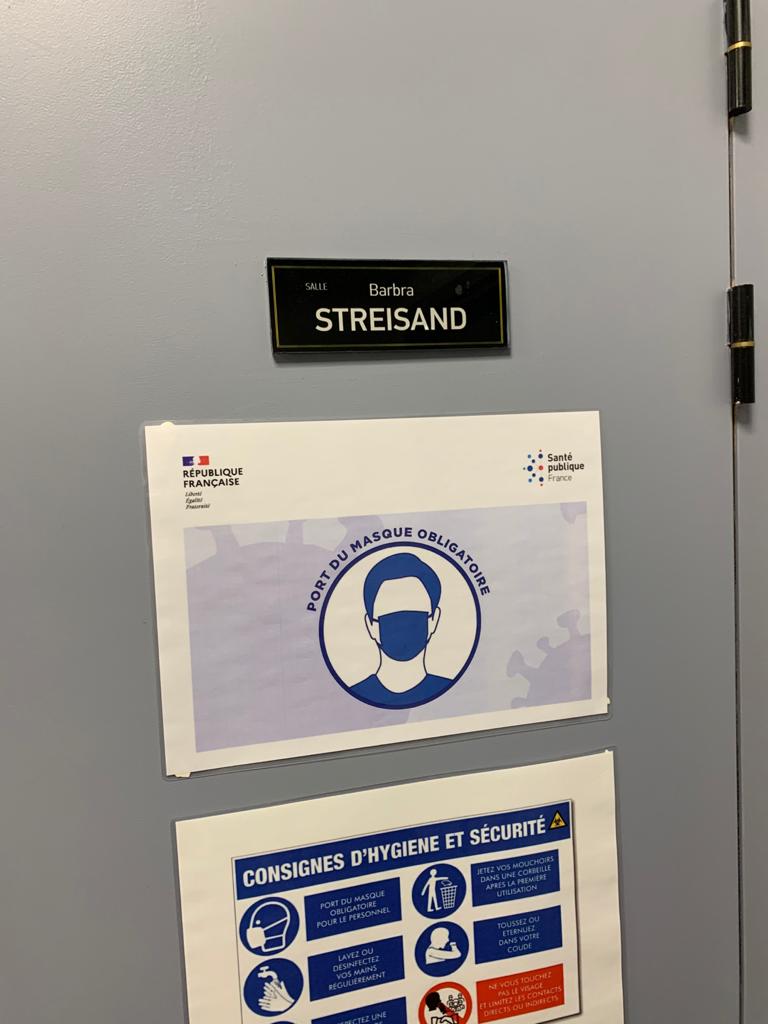 SALLE
Barbra
STREISAND
RÉPUBLIQUE
FRANÇAISE
Liberté
Égalité
Fraternité
Santé
publique
France
PORT DU MASQUE OBLIGATOIRE
CONSIGNES D'HYGIENE ET SÉCURITÉ
PORT DU MASQUE
OBLIGATOIRE
POUR LE PERSONNEL
JETEZ VOS MOUCHOIRS
DANS UNE CORBEILLE
APRÈS LA PREMIÈRE
UTILISATION
LAVEZ OU
DESINFECTEZ
VOS MAINS
RÉGULIEREMENT
TOUSSEZ OU
ETERNUEZ
DANS VOTRE
COUDE
NE VOUS TOUCHEZ
PAS LE VISAGE
ET LIMITEZ LES CONTACTS
DIRECTS OU INDIRECTS
UNE